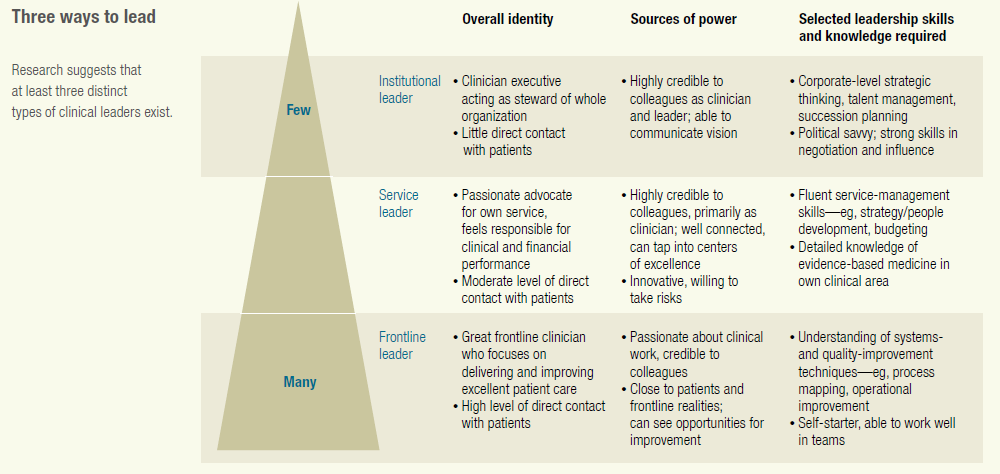 Three ways to lead
Research suggests that
at least three distinct
types of clinical leaders exist.
Overall identity
Sources of power
Selected leadership skills
and knowledge required
Few
Institutional
leader
• Clinician executive
acting as steward of whole
organization
• Little direct contact
with patients
• Highly credible to
colleagues as clinician
and leader; able to
communicate vision
• Corporate-level strategic
thinking, talent management,
succession planning
• Political savvy; strong skills in
negotiation and influence
Service
leader
• Passionate advocate
for own service,
feels responsible for
clinical and financial
performance
• Moderate level of direct
contact with patients
• Highly credible to
colleagues, primarily as
clinician; well connected,
can tap into centers
of excellence
• Innovative, willing to
take risks
• Fluent service-management
skills—eg, strategy/people
development, budgeting
• Detailed knowledge of
evidence-based medicine in
own clinical area
Many
Frontline
leader
• Great frontline clinician
who focuses on
delivering and improving
excellent patient care
• High level of direct contact
with patients
• Passionate about clinical
work, credible to
colleagues
• Close to patients and
frontline realities;
can see opportunities for
improvement
• Understanding of systems-
and quality-improvement
techniques—eg, process
mapping, operational
improvement
• Self-starter, able to work well
in teams